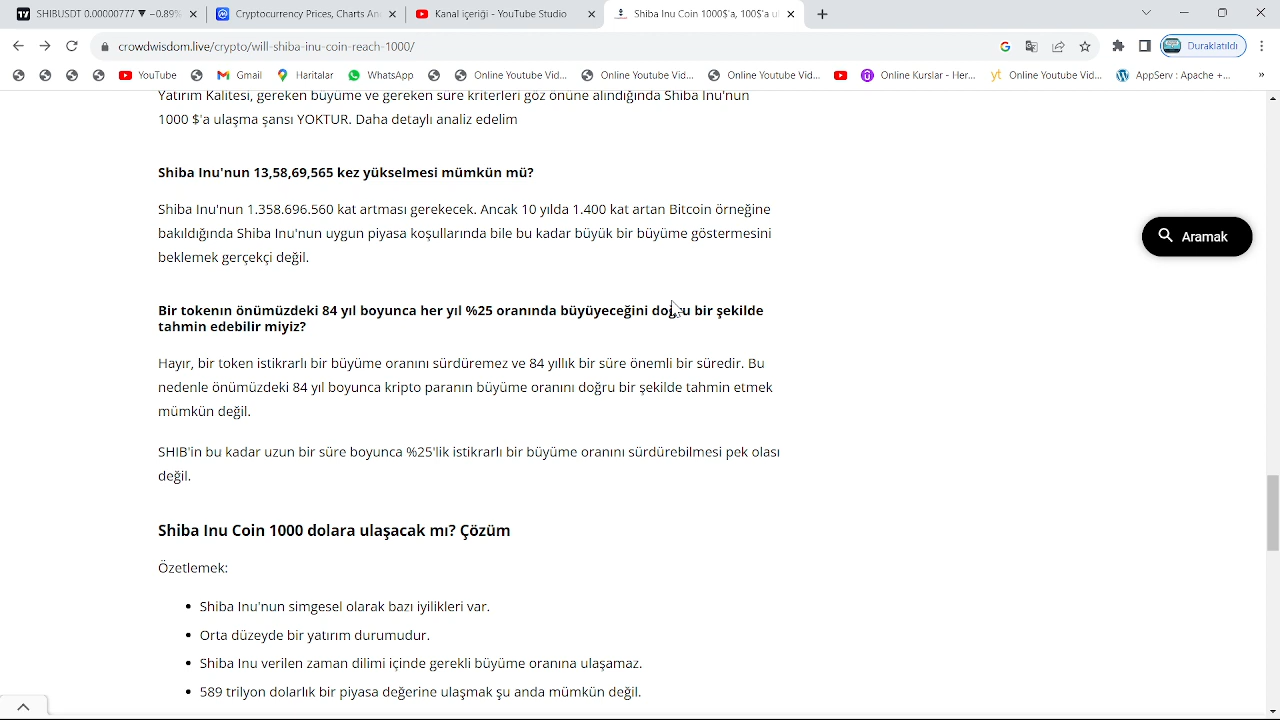 SHIBUSDT 0.00000777 ▼ −0.89%
Cryptocurrency Prices, Charts An
Kanal içeriği - YouTube Studio
Shiba Inu Coin 1000$'a, 100$'a u
crowdwisdom.live/crypto/will-shiba-inu-coin-reach-1000/
Duraklatıldı
YouTube
Gmail
Haritalar
WhatsApp
Online Youtube Vid...
Online Youtube Vid...
Online Youtube Vid...
Online Kurslar - Her...
yt Online Youtube Vid...
AppServ : Apache +...
Yatırım Kalitesi, gereken büyüme ve gereken süre kriterleri göz önüne alındığında Shiba Inu'nun
1000 $'a ulaşma şansı YOKTUR. Daha detaylı analiz edelim
Shiba Inu'nun 13,58,69,565 kez yükselmesi mümkün mü?
Shiba Inu'nun 1.358.696.560 kat artması gerekecek. Ancak 10 yılda 1.400 kat artan Bitcoin örneğine
bakıldığında Shiba Inu'nun uygun piyasa koşullarında bile bu kadar büyük bir büyüme göstermesini
beklemek gerçekçi değil.
Aramak
Bir tokenın önümüzdeki 84 yıl boyunca her yıl %25 oranında büyüyeceğini doğru bir şekilde
tahmin edebilir miyiz?
Hayır, bir token istikrarlı bir büyüme oranını sürdüremez ve 84 yıllık bir süre önemli bir süredir. Bu
nedenle önümüzdeki 84 yıl boyunca kripto paranın büyüme oranını doğru bir şekilde tahmin etmek
mümkün değil.
SHIB'in bu kadar uzun bir süre boyunca %25'lik istikrarlı bir büyüme oranını sürdürebilmesi pek olası
değil.
Shiba Inu Coin 1000 dolara ulaşacak mı? Çözüm
Özetlemek:
• Shiba Inu'nun simgesel olarak bazı iyilikleri var.
• Orta düzeyde bir yatırım durumudur.
• Shiba Inu verilen zaman dilimi içinde gerekli büyüme oranına ulaşamaz.
• 589 trilyon dolarlık bir piyasa değerine ulaşmak şu anda mümkün değil.